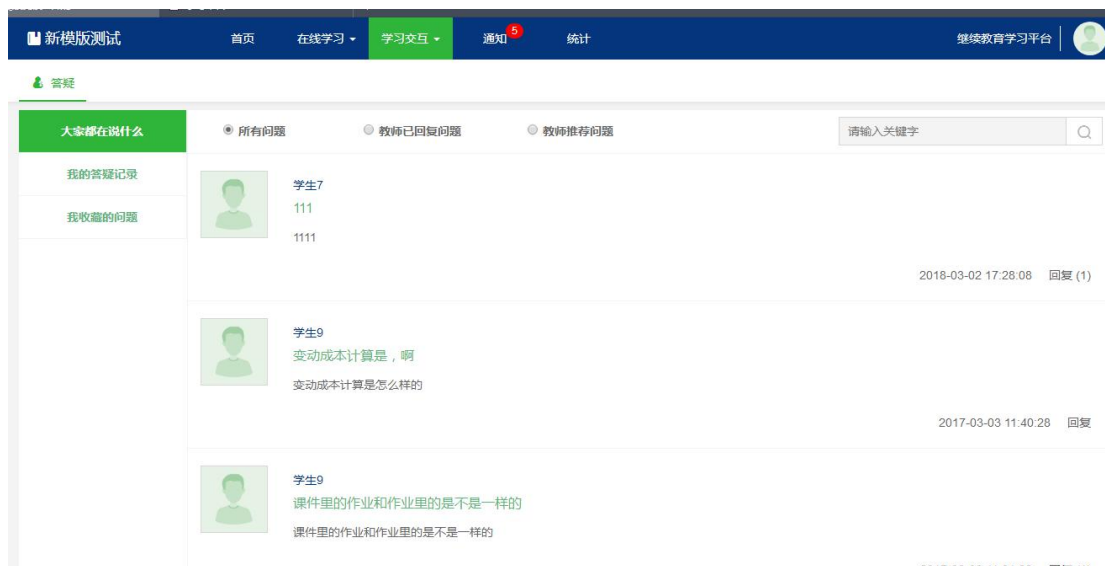 新模版测试 首页 在线学习 学习交互 通知 5 统计 继续教育学习平台
答疑
大家都在说什么 所有问题 教师已回复问题 教师推荐问题 请输入关键字
我的答疑记录
我收藏的问题
学生7
111
1111
2018-03-02 17:28:08 回复 (1)
学生9
变动成本计算是，啊
变动成本计算是怎么样的
2017-03-03 11:40:28 回复
学生9
课件里的作业和作业里的是不是一样的
课件里的作业和作业里的是不是一样的